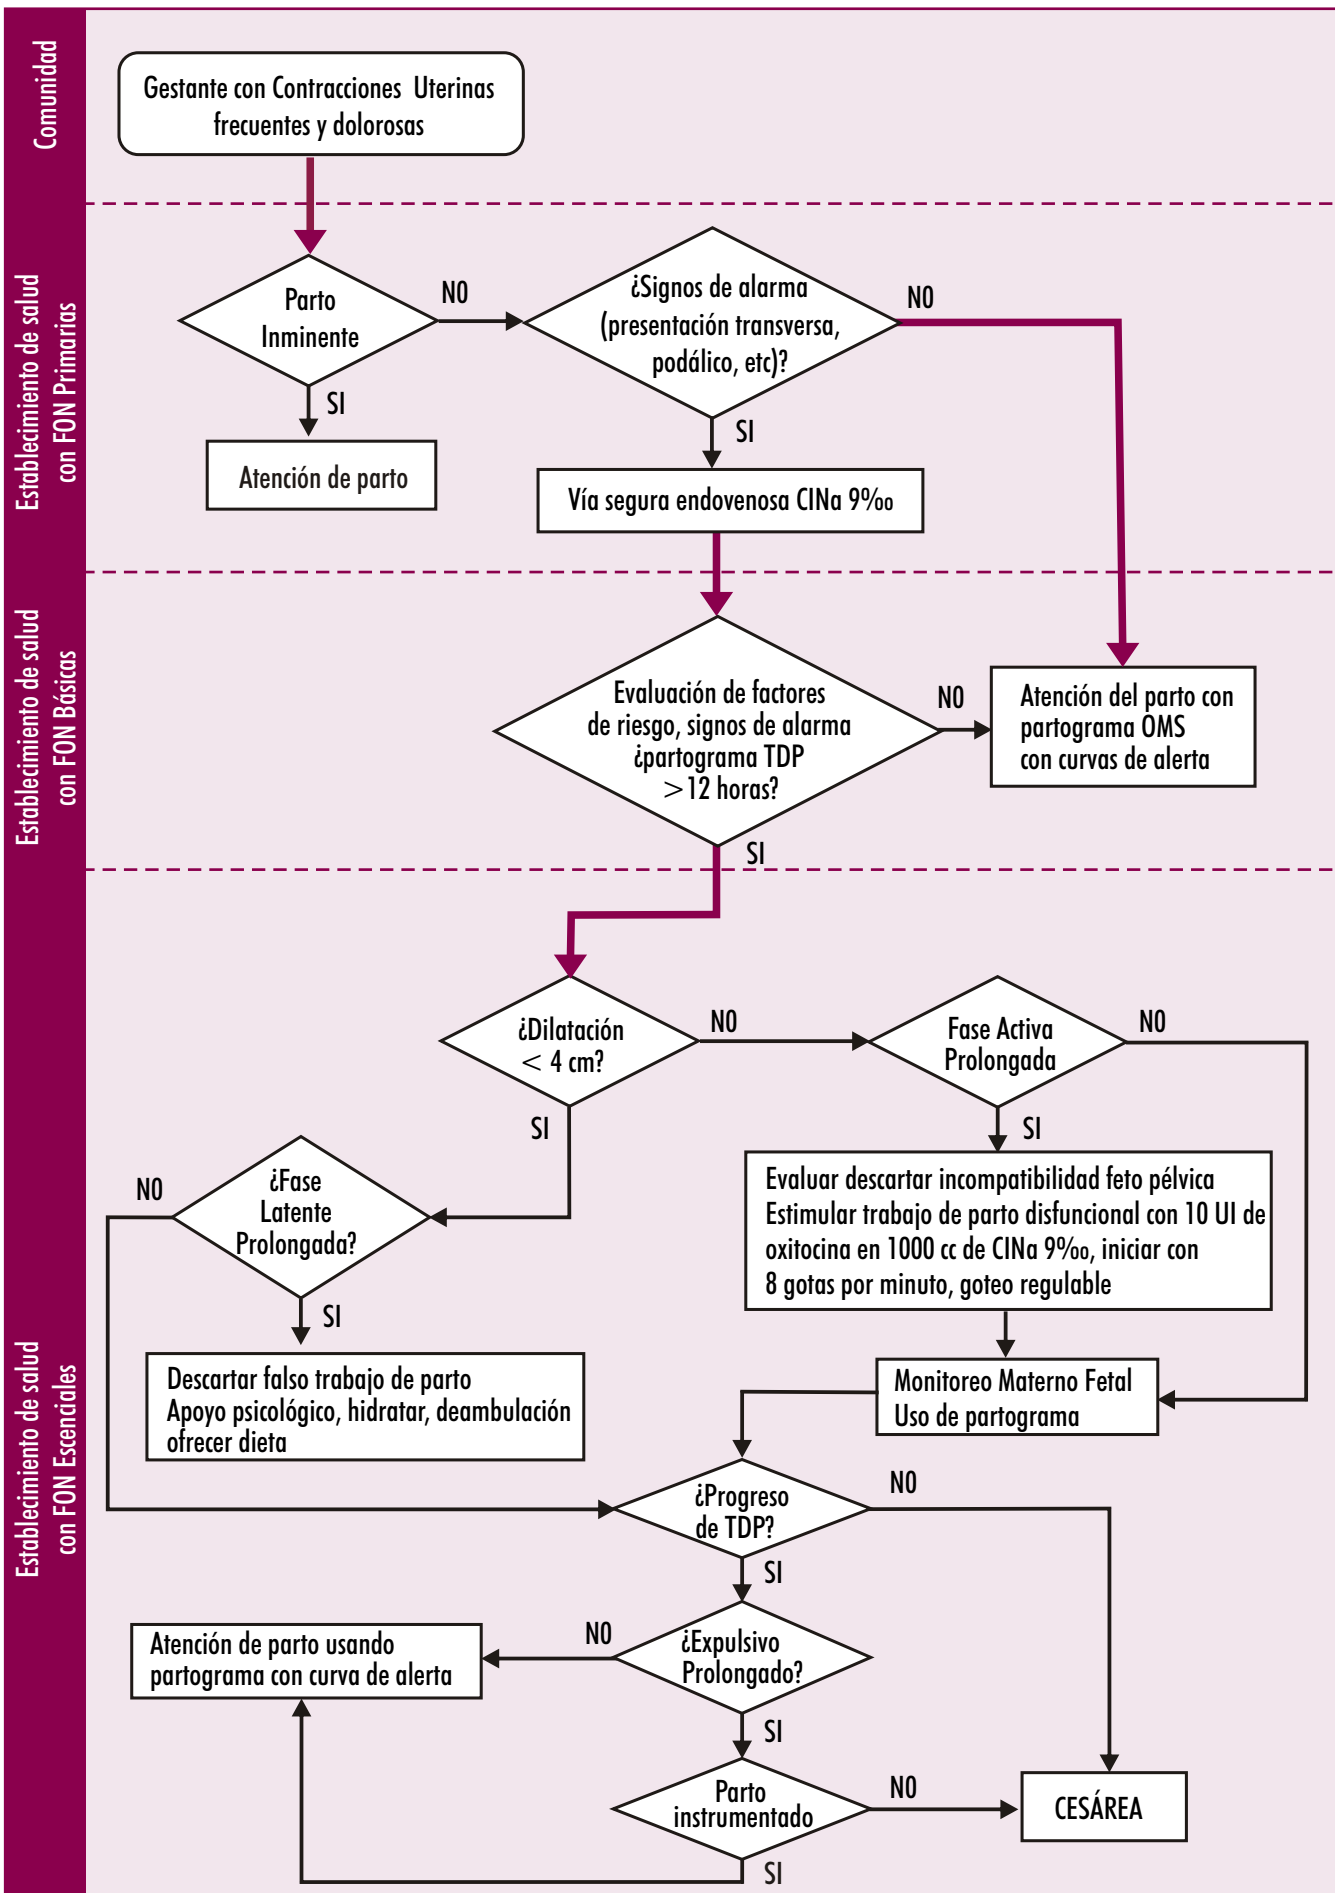 Comunidad
Gestante con Contracciones Uterinas
frecuentes y dolorosas
Establecimiento de salud
con FON Primarias
Parto
Inminente
NO
¿Signos de alarma
(presentación transversa,
podálico, etc)?
NO
SI
Atención de parto
SI
Vía segura endovenosa ClNa 9‰
Establecimiento de salud
con FON Básicas
Evaluación de factores
de riesgo, signos de alarma
¿partograma TDP
>12 horas?
NO
Atención del parto con
partograma OMS
con curvas de alerta
SI
Establecimiento de salud
con FON Escenciales
¿Dilatación
< 4 cm?
NO
Fase Activa
Prolongada
NO
SI
SI
¿Fase
Latente
Prolongada?
NO
SI
Evaluar descartar incompatibilidad feto pélvica
Estimular trabajo de parto disfuncional con 10 UI de
oxitocina en 1000 cc de ClNa 9‰, iniciar con
8 gotas por minuto, goteo regulable
Descartar falso trabajo de parto
Apoyo psicológico, hidratar, deambulación
ofrecer dieta
Monitoreo Materno Fetal
Uso de partograma
¿Progreso
de TDP?
NO
SI
¿Expulsivo
Prolongado?
NO
Atención de parto usando
partograma con curva de alerta
SI
Parto
instrumentado
NO
CESÁREA
SI